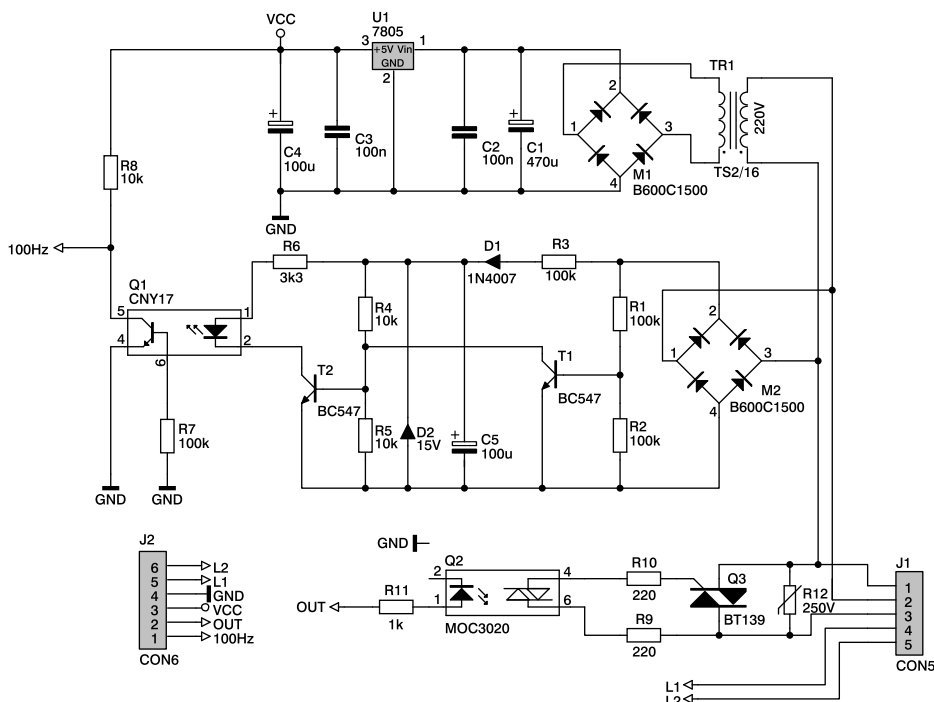 VCC
U1
7805
3 +5V Vin 1
GND
2
TR1
220V
TS2/16
2
1 3
4
M1
B600C1500
C4
100u
+
C3
100n
C2
100n
C1
470u
+
R8
10k
GND
100Hz
R6
3k3
D1
1N4007
R3
100k
Q1
CNY17
5 1
4 2
6
R4
10k
R1
100k
T2
BC547
T1
BC547
2
1 3
4
M2
B600C1500
R7
100k
R5
10k
D2
15V
C5
100u
+
R2
100k
GND GND
J2
6 L2
5 L1
4 GND
3 VCC
2 OUT
1 100Hz
CON6
GND
Q2
2 4
1 6
MOC3020
OUT
R11
1k
R10
220
R9
220
Q3
BT139
R12
250V
J1
1
2
3
4
5
CON5
L1
L2